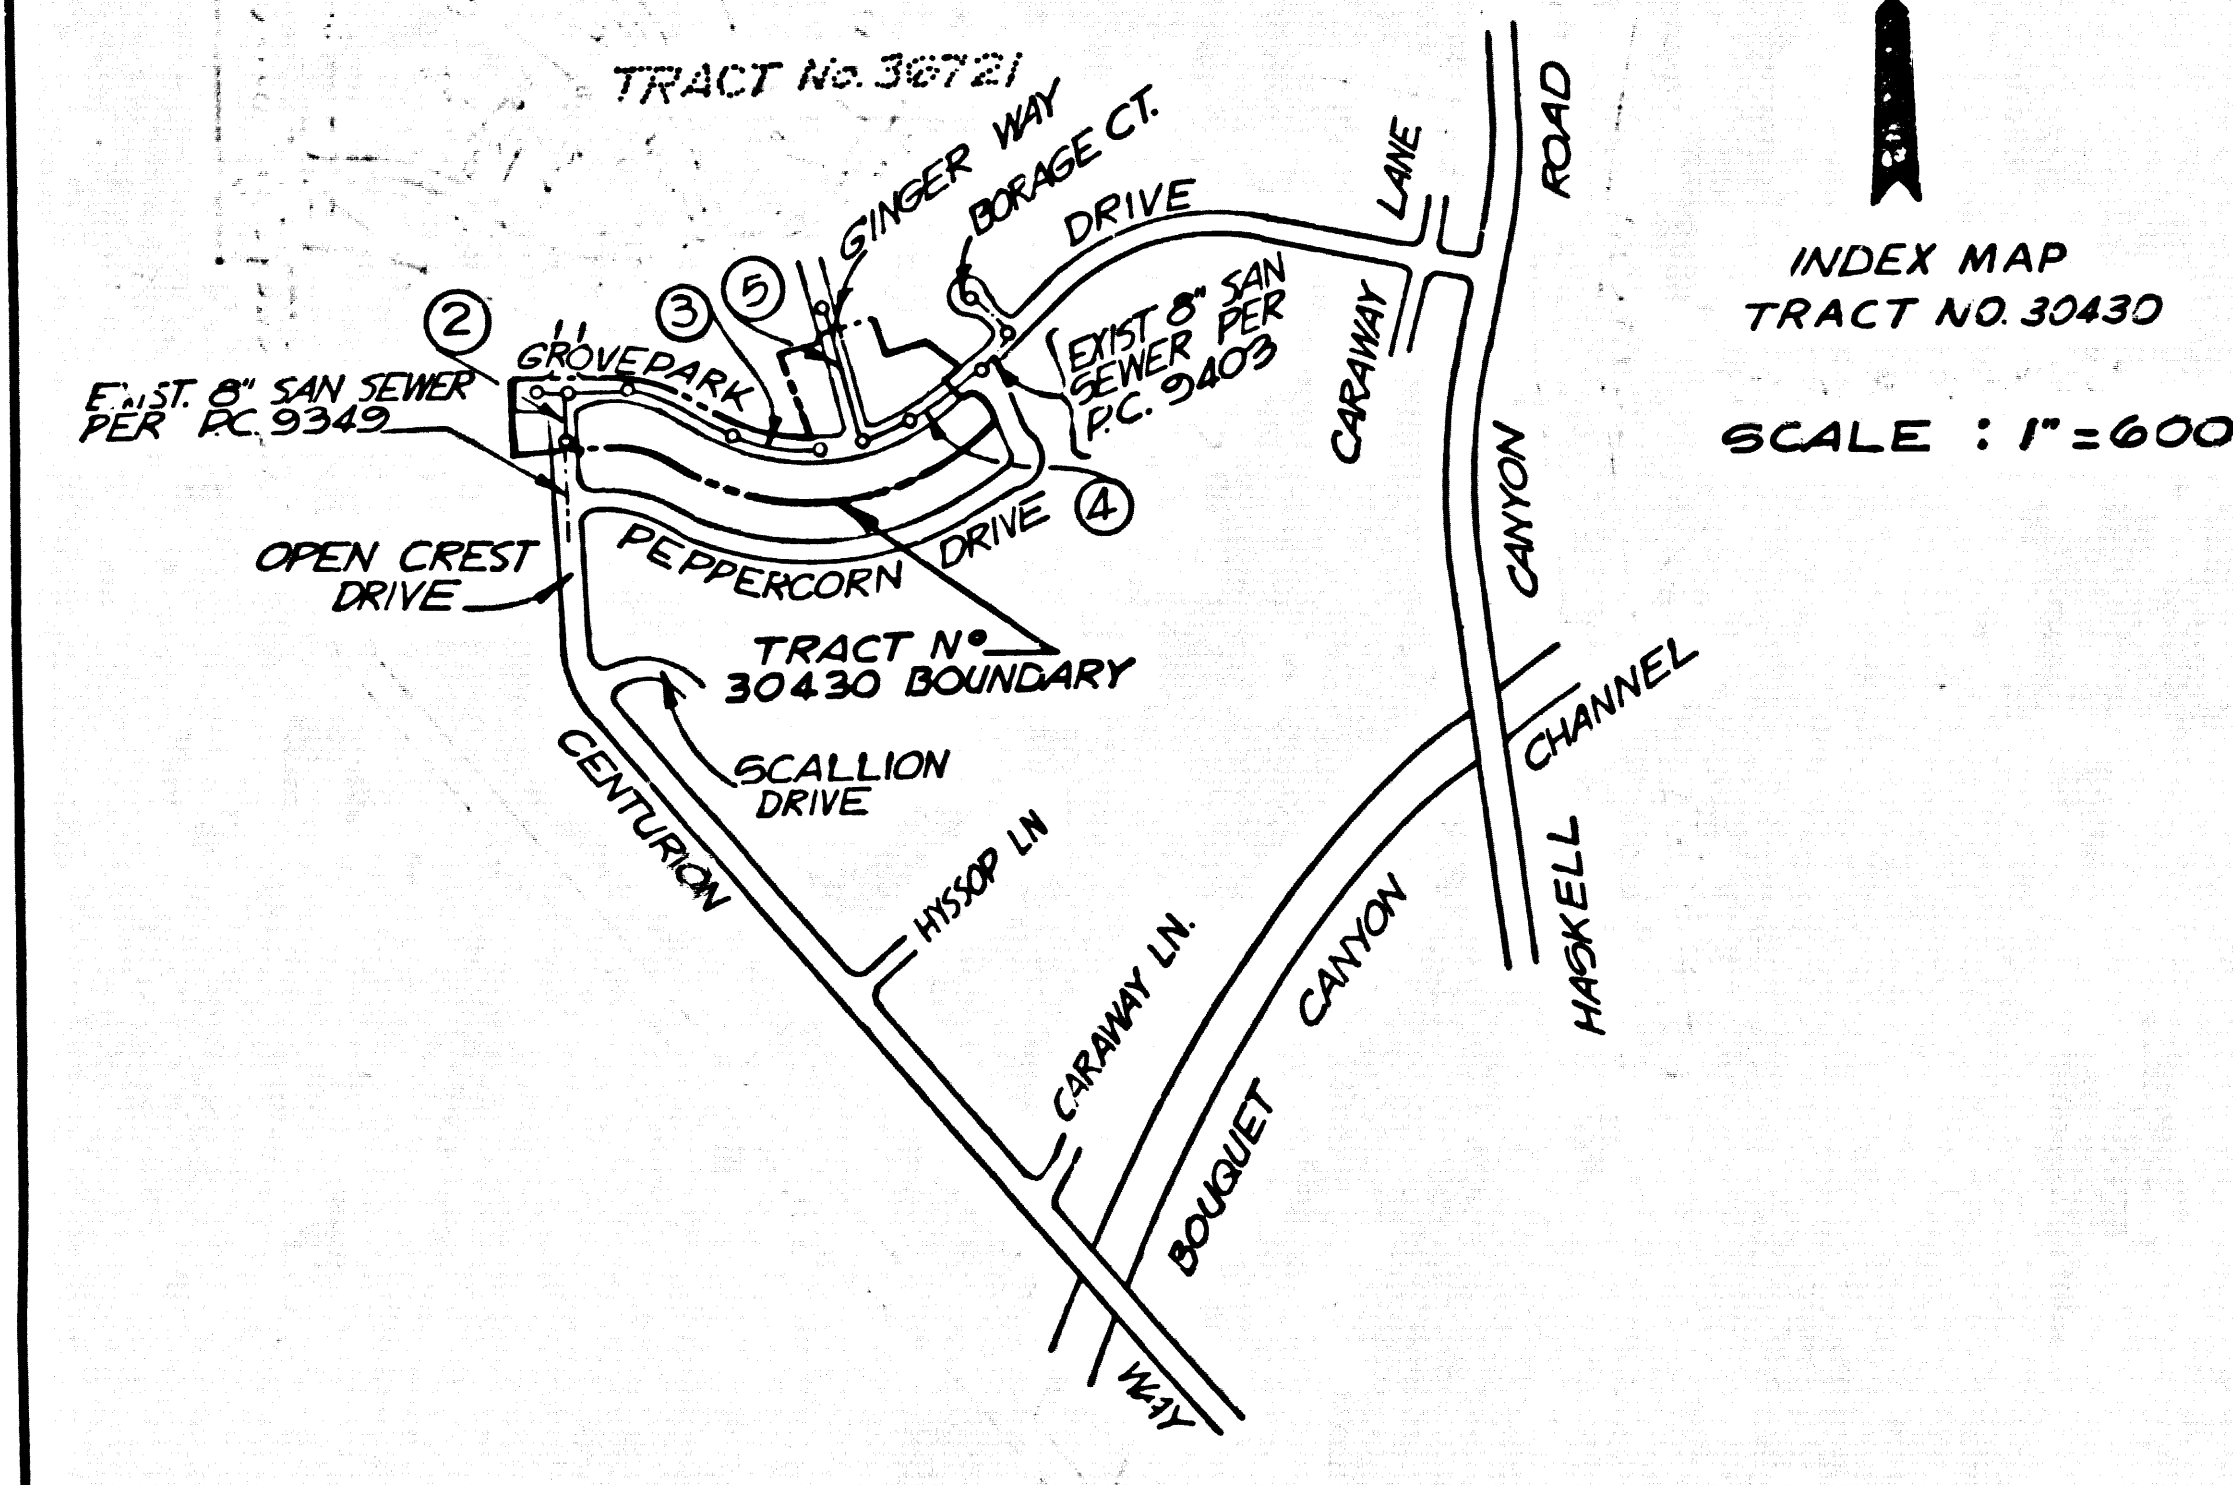 TRACT No. 30721
GINGER WAY
BORAGE CT.
GROVEPARK DRIVE
CARAWAY LANE
HASKELL CANYON ROAD
INDEX MAP
TRACT NO. 30430
SCALE : 1" = 600
2
3
5
4
EXIST. 8" SAN SEWER
PER P.C. 9349
EXIST 8" SAN
SEWER PER
P.C. 9403
OPEN CREST
DRIVE
PEPPERCORN DRIVE
TRACT Nº
30430 BOUNDARY
SCALLION
DRIVE
CENTURION WAY
HYSSOP LN
CARAWAY LN.
BOUQUET CANYON CHANNEL